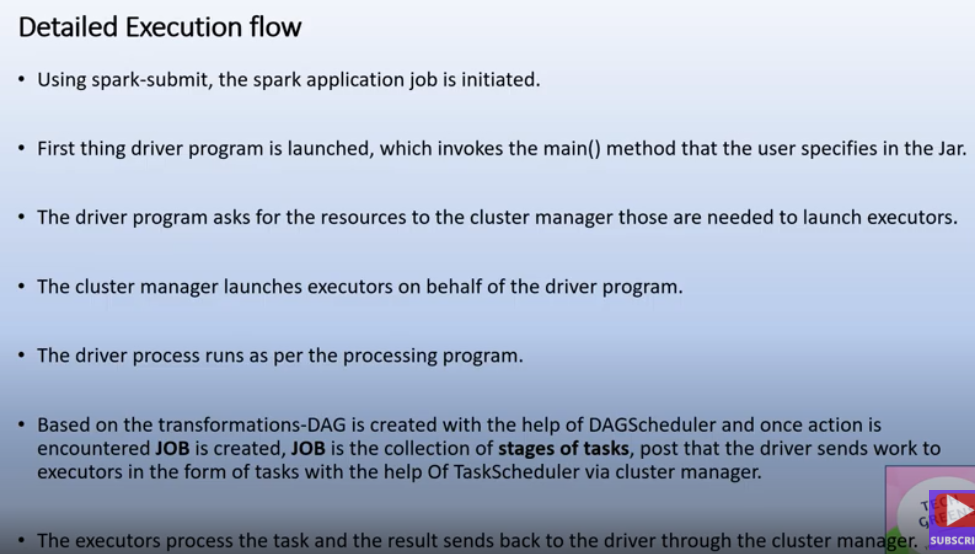 Detailed Execution flow
• Using spark-submit, the spark application job is initiated.
• First thing driver program is launched, which invokes the main() method that the user specifies in the Jar.
• The driver program asks for the resources to the cluster manager those are needed to launch executors.
• The cluster manager launches executors on behalf of the driver program.
• The driver process runs as per the processing program.
• Based on the transformations-DAG is created with the help of DAGScheduler and once action is
encountered JOB is created, JOB is the collection of stages of tasks, post that the driver sends work to
executors in the form of tasks with the help Of TaskScheduler via cluster manager.
• The executors process the task and the result sends back to the driver through the cluster manager.